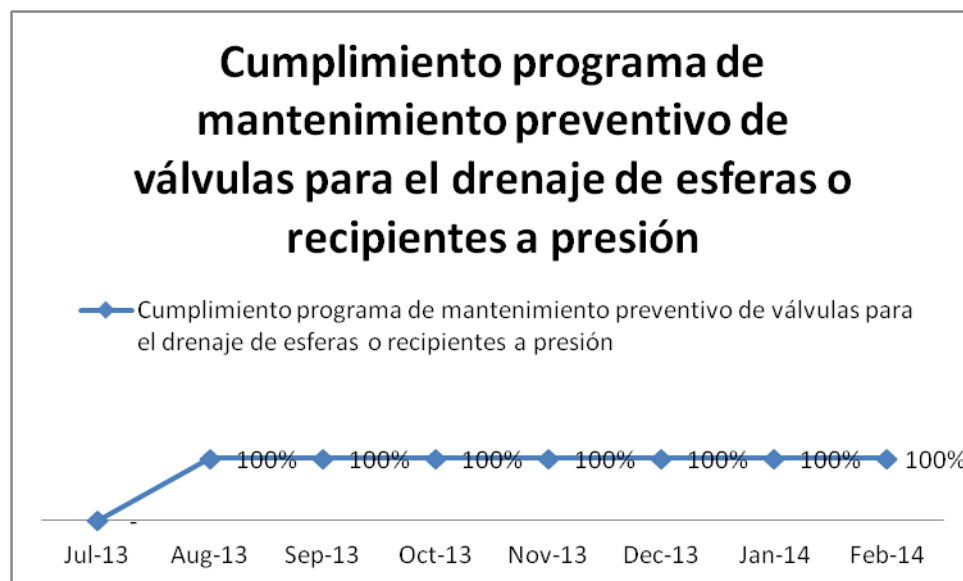 Cumplimiento programa de
mantenimiento preventivo de
válvulas para el drenaje de esferas o
recipientes a presión
Cumplimiento programa de mantenimiento preventivo de válvulas para
el drenaje de esferas o recipientes a presión
100% 100% 100% 100% 100% 100% 100%
-
Jul-13 Aug-13 Sep-13 Oct-13 Nov-13 Dec-13 Jan-14 Feb-14